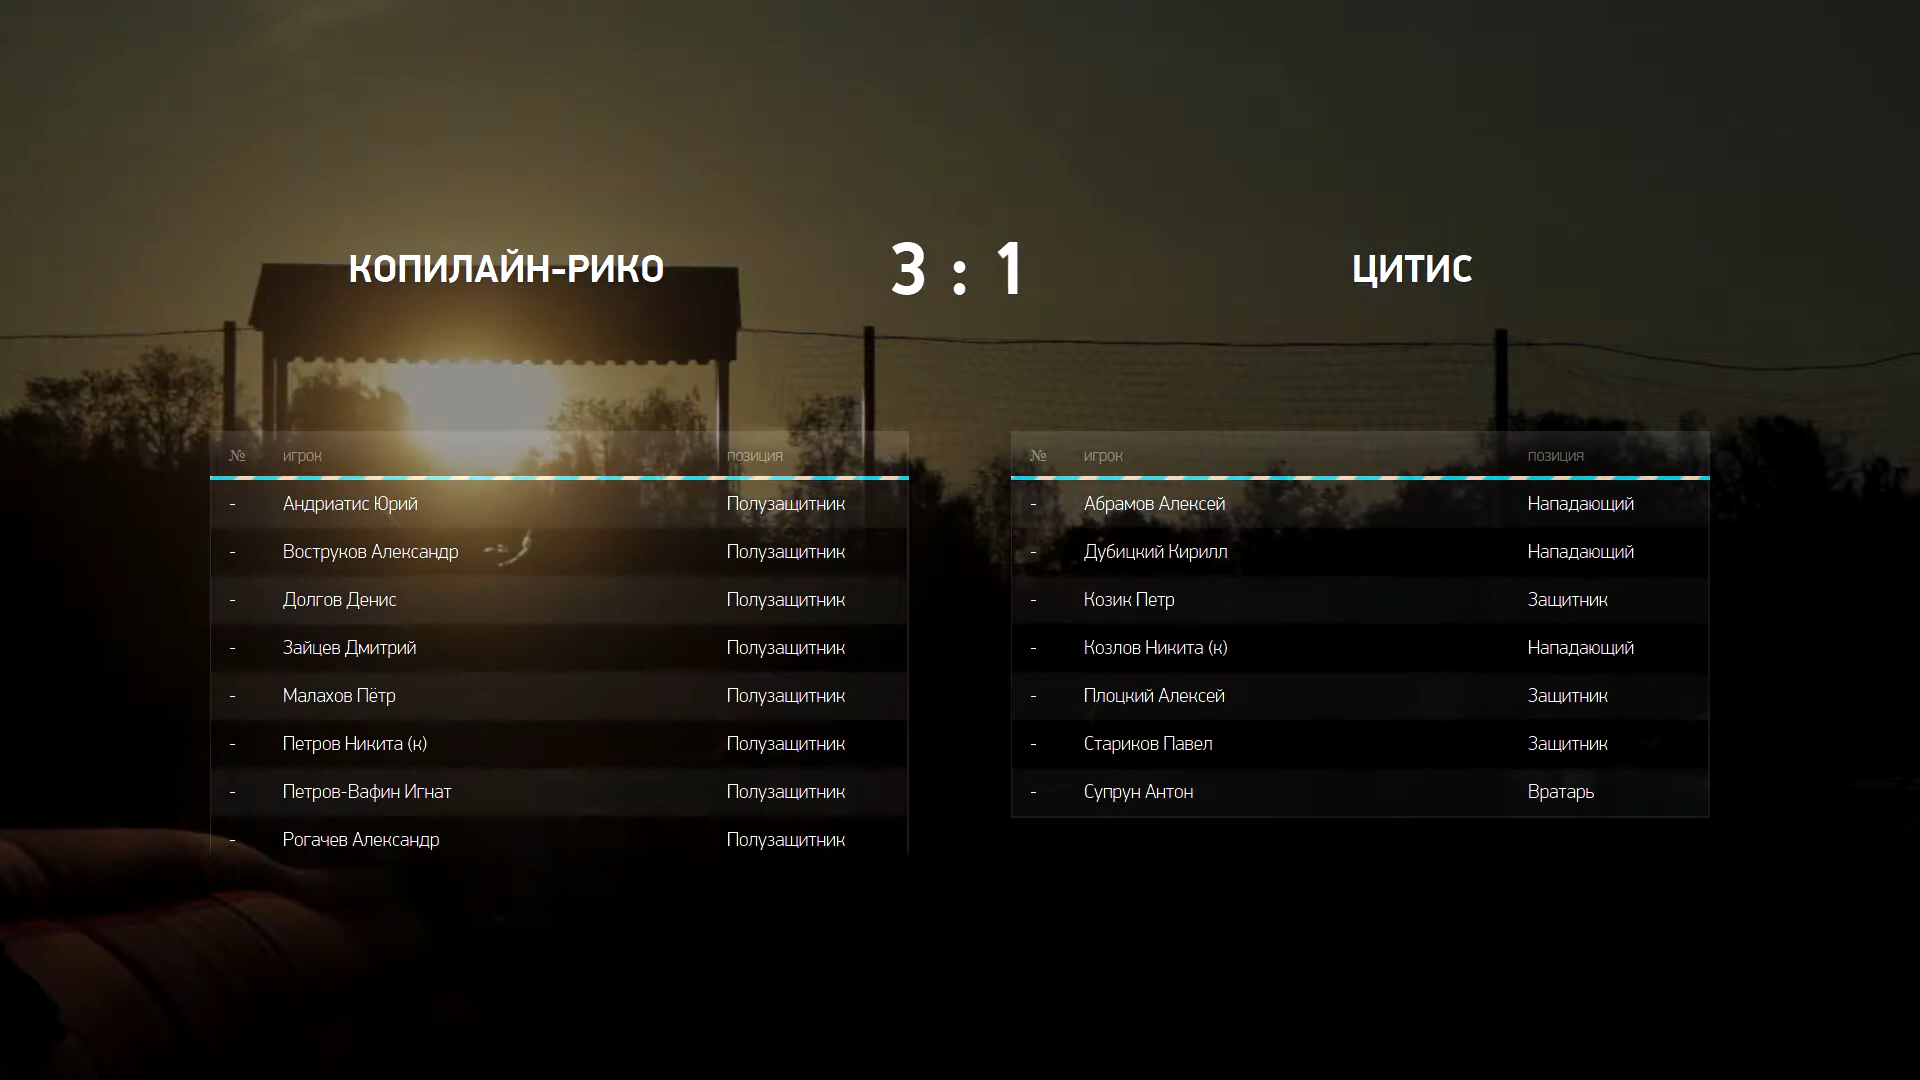 КОПИЛАЙН-РИКО 3 : 1 ЦИТИС
№ игрок позиция
- Андриатис Юрий Полузащитник
- Воструков Александр Полузащитник
- Долгов Денис Полузащитник
- Зайцев Дмитрий Полузащитник
- Малахов Пётр Полузащитник
- Петров Никита (к) Полузащитник
- Петров-Вафин Игнат Полузащитник
- Рогачев Александр Полузащитник
№ игрок позиция
- Абрамов Алексей Нападающий
- Дубицкий Кирилл Нападающий
- Козик Петр Защитник
- Козлов Никита (к) Нападающий
- Плоцкий Алексей Защитник
- Стариков Павел Защитник
- Супрун Антон Вратарь